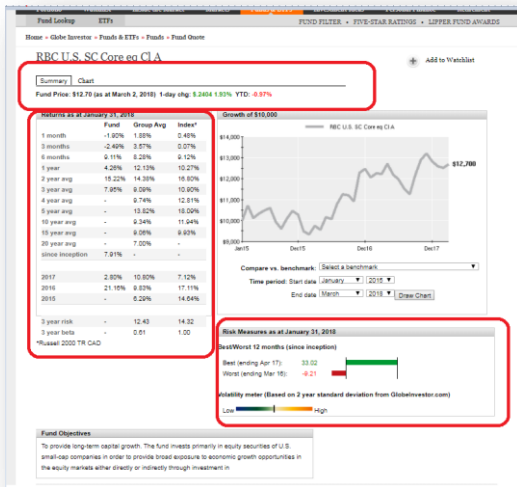 Fund Lookup ETFs FUND FILTER • FIVE-STAR RATINGS • LIPPER FUND AWARDS
Home » Globe Investor » Funds & ETFs » Funds » Fund Quote
RBC U.S. SC Core eq Cl A
Add to Watchlist
Summary Chart
Fund Price: $12.70 (as at March 2, 2018) 1-day chg: $.2404 1.93% YTD: -0.97%
Returns as at January 31, 2018
Fund Group Avg Index*
1 month -1.90% 1.88% 0.48%
3 months -2.49% 3.57% 0.07%
6 months 9.11% 8.28% 9.12%
1 year 4.26% 12.13% 10.27%
2 year avg 15.22% 14.38% 16.80%
3 year avg 7.95% 9.09% 10.90%
4 year avg - 9.74% 12.81%
5 year avg - 13.82% 18.09%
10 year avg - 9.34% 11.94%
15 year avg - 9.06% 9.93%
20 year avg - 7.00% -
since inception 7.91% - -
2017 2.80% 10.80% 7.12%
2016 21.16% 9.83% 17.11%
2015 - 6.29% 14.64%
3 year risk - 12.43 14.32
3 year beta - 0.61 1.00
*Russell 2000 TR CAD
Growth of $10,000
RBC U.S. SC Core eq Cl A
$14,000
$13,000
$12,700
$12,000
$11,000
$10,000
$9,000
Jan15 Dec15 Dec16 Dec17
Compare vs. benchmark: Select a benchmark
Time period: Start date January 2015
End date March 2018 Draw Chart
Risk Measures as at January 31, 2018
Best/Worst 12 months (since inception)
Best (ending Apr 17): 33.02
Worst (ending Mar 16): -9.21
Volatility meter (Based on 2 year standard deviation from GlobeInvestor.com)
Low High
Fund Objectives
To provide long-term capital growth. The fund invests primarily in equity securities of U.S.
small-cap companies in order to provide broad exposure to economic growth opportunities in
the equity markets either directly or indirectly through investment in